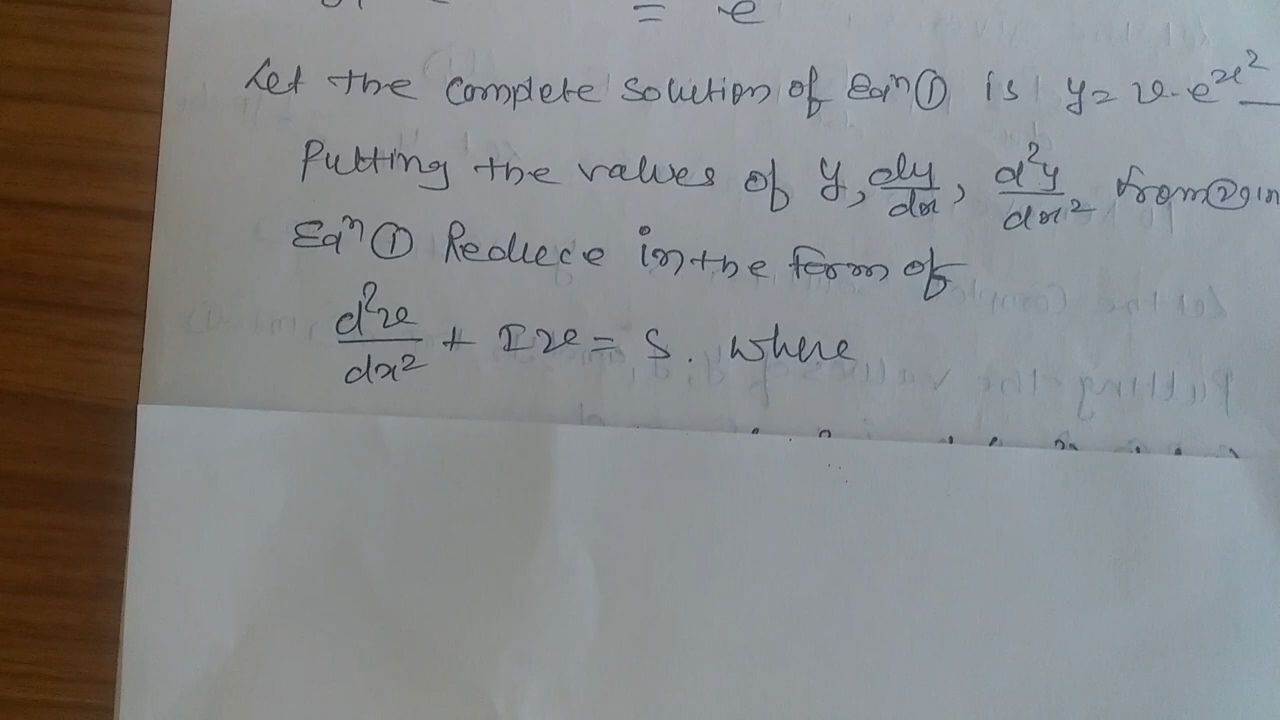 = e
Let the complete solution of Eqⁿ ① is y = v·e^{x²}
Putting the values of y, dy/dx, d²y/dx² from ② in
Eqⁿ ① Reduece in the form of
d²v/dx² + Iv = S. where